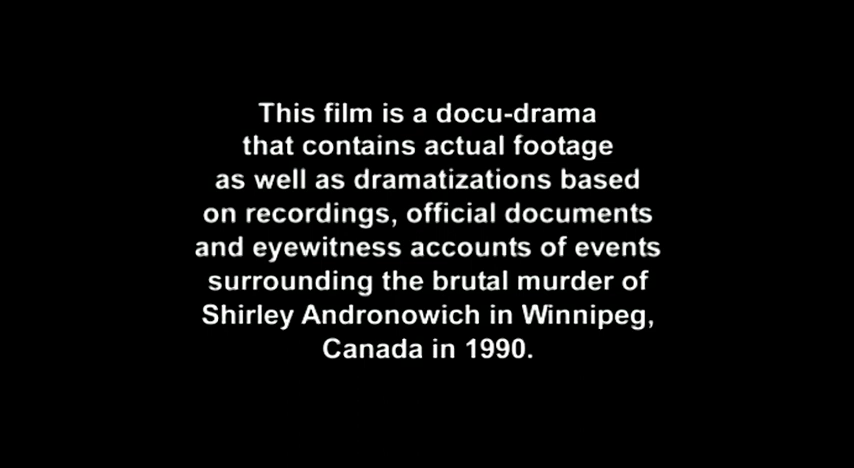 This film is a docu-drama
that contains actual footage
as well as dramatizations based
on recordings, official documents
and eyewitness accounts of events
surrounding the brutal murder of
Shirley Andronowich in Winnipeg,
Canada in 1990.